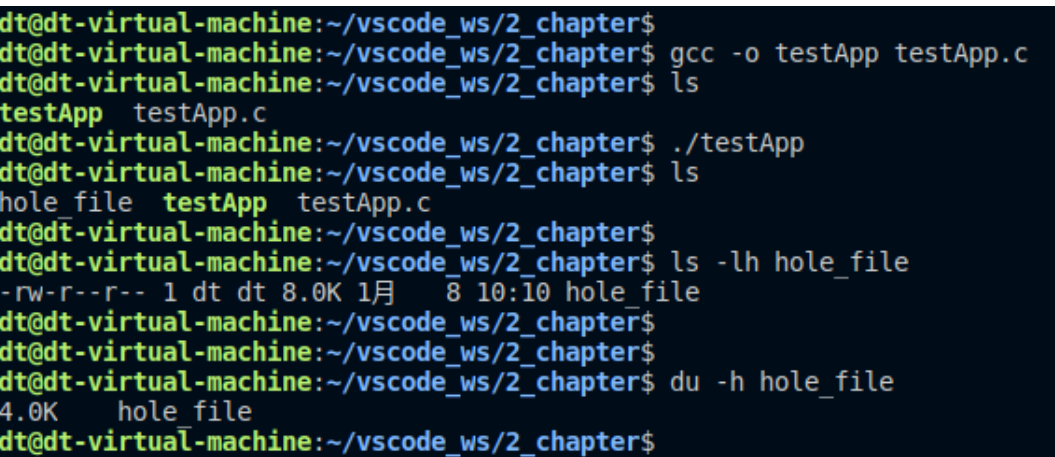 dt@dt-virtual-machine:~/vscode_ws/2_chapter$
dt@dt-virtual-machine:~/vscode_ws/2_chapter$ gcc -o testApp testApp.c
dt@dt-virtual-machine:~/vscode_ws/2_chapter$ ls
testApp  testApp.c
dt@dt-virtual-machine:~/vscode_ws/2_chapter$ ./testApp
dt@dt-virtual-machine:~/vscode_ws/2_chapter$ ls
hole_file  testApp  testApp.c
dt@dt-virtual-machine:~/vscode_ws/2_chapter$
dt@dt-virtual-machine:~/vscode_ws/2_chapter$ ls -lh hole_file
-rw-r--r-- 1 dt dt 8.0K 1月   8 10:10 hole_file
dt@dt-virtual-machine:~/vscode_ws/2_chapter$
dt@dt-virtual-machine:~/vscode_ws/2_chapter$
dt@dt-virtual-machine:~/vscode_ws/2_chapter$ du -h hole_file
4.0K    hole_file
dt@dt-virtual-machine:~/vscode_ws/2_chapter$